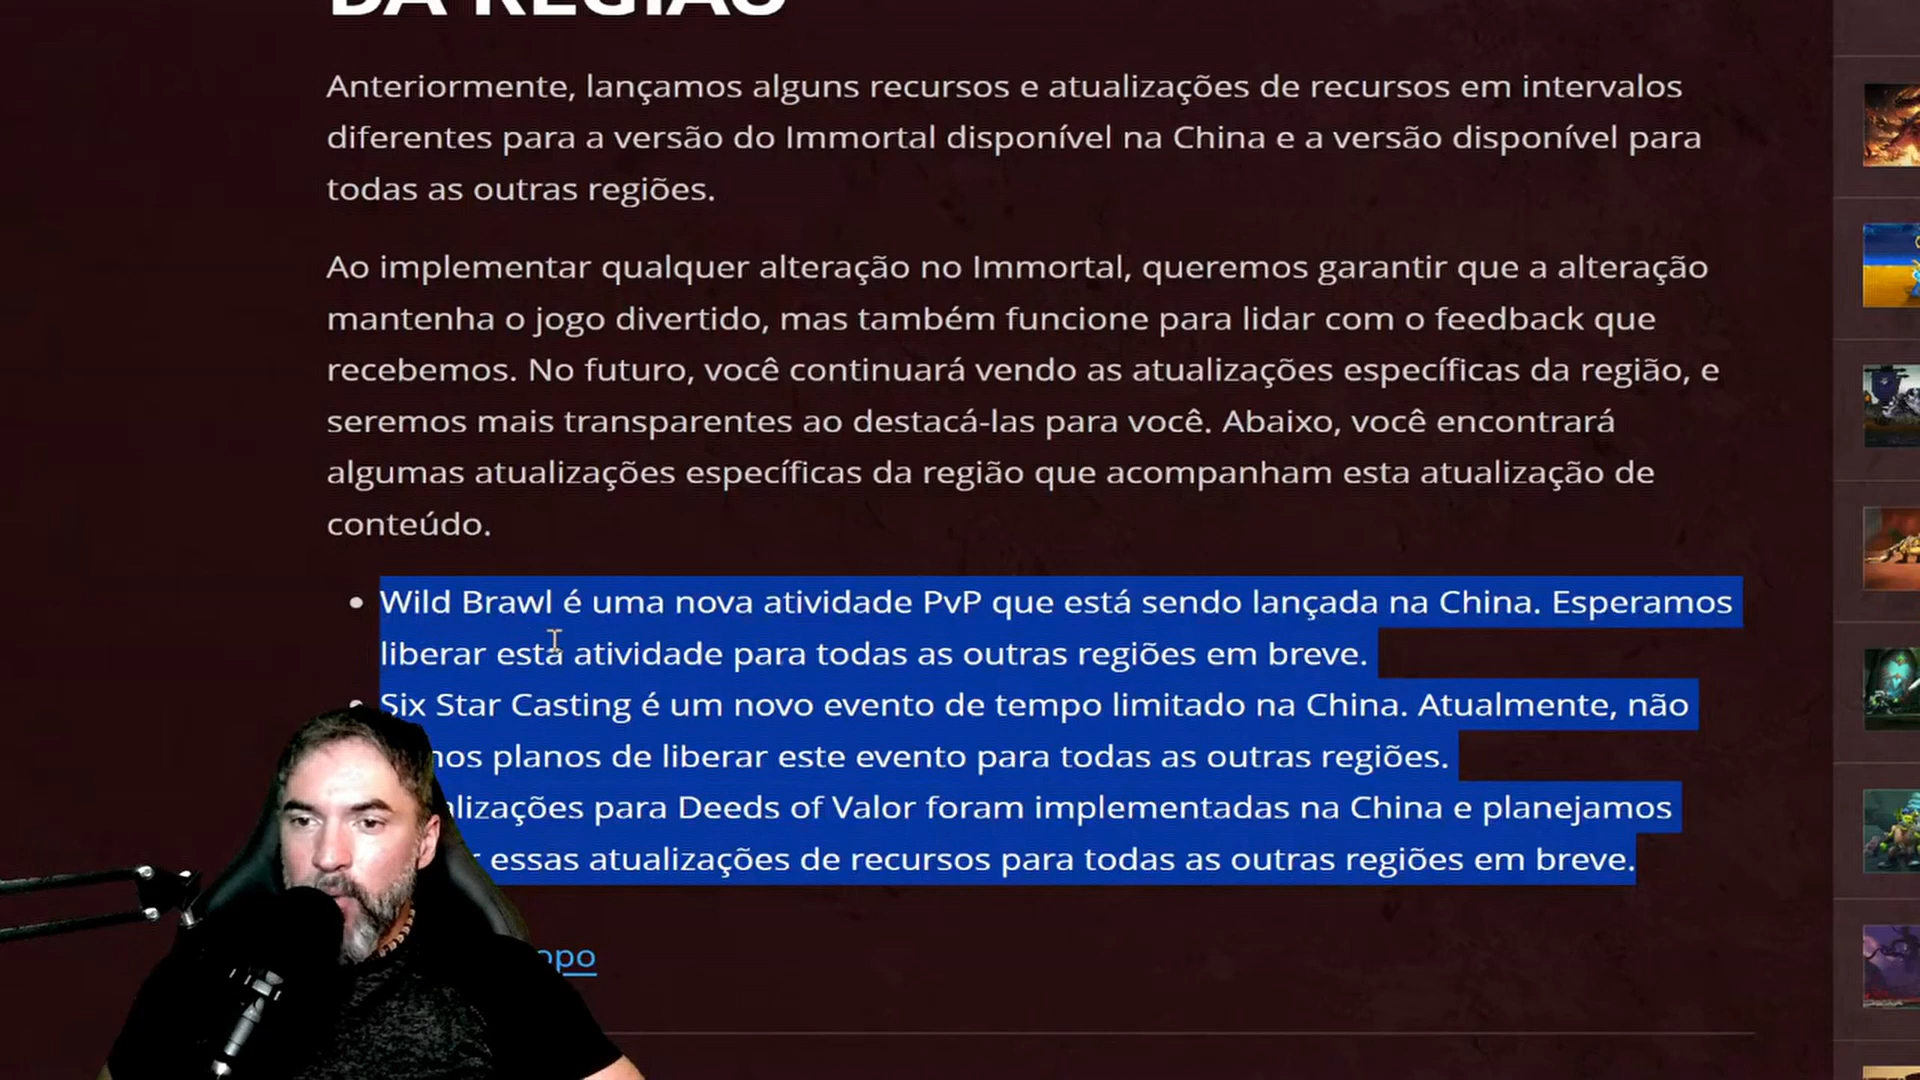 DA REGIÃO
Anteriormente, lançamos alguns recursos e atualizações de recursos em intervalos
diferentes para a versão do Immortal disponível na China e a versão disponível para
todas as outras regiões.
Ao implementar qualquer alteração no Immortal, queremos garantir que a alteração
mantenha o jogo divertido, mas também funcione para lidar com o feedback que
recebemos. No futuro, você continuará vendo as atualizações específicas da região, e
seremos mais transparentes ao destacá-las para você. Abaixo, você encontrará
algumas atualizações específicas da região que acompanham esta atualização de
conteúdo.
Wild Brawl é uma nova atividade PvP que está sendo lançada na China. Esperamos
liberar esta atividade para todas as outras regiões em breve.
Six Star Casting é um novo evento de tempo limitado na China. Atualmente, não
planos de liberar este evento para todas as outras regiões.
para Deeds of Valor foram implementadas na China e planejamos
essas atualizações de recursos para todas as outras regiões em breve.